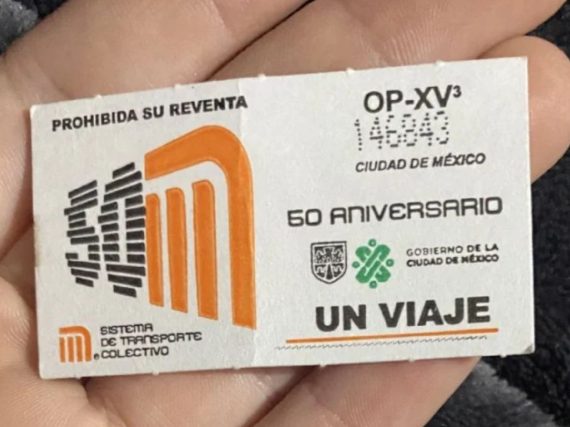 PROHIBIDA SU REVENTA
50
SISTEMA
DE TRANSPORTE
COLECTIVO
OP-XV³
146843
CIUDAD DE MÉXICO
50 ANIVERSARIO
GOBIERNO DE LA
CIUDAD DE MÉXICO
UN VIAJE